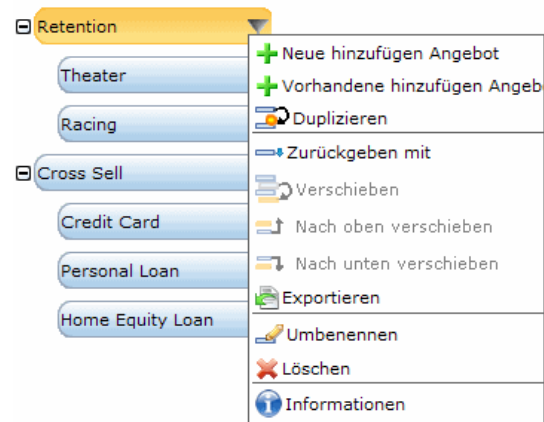 Retention
Theater
Racing
Cross Sell
Credit Card
Personal Loan
Home Equity Loan
Neue hinzufügen Angebot
Vorhandene hinzufügen Angeb
Duplizieren
Zurückgeben mit
Verschieben
Nach oben verschieben
Nach unten verschieben
Exportieren
Umbenennen
Löschen
Informationen